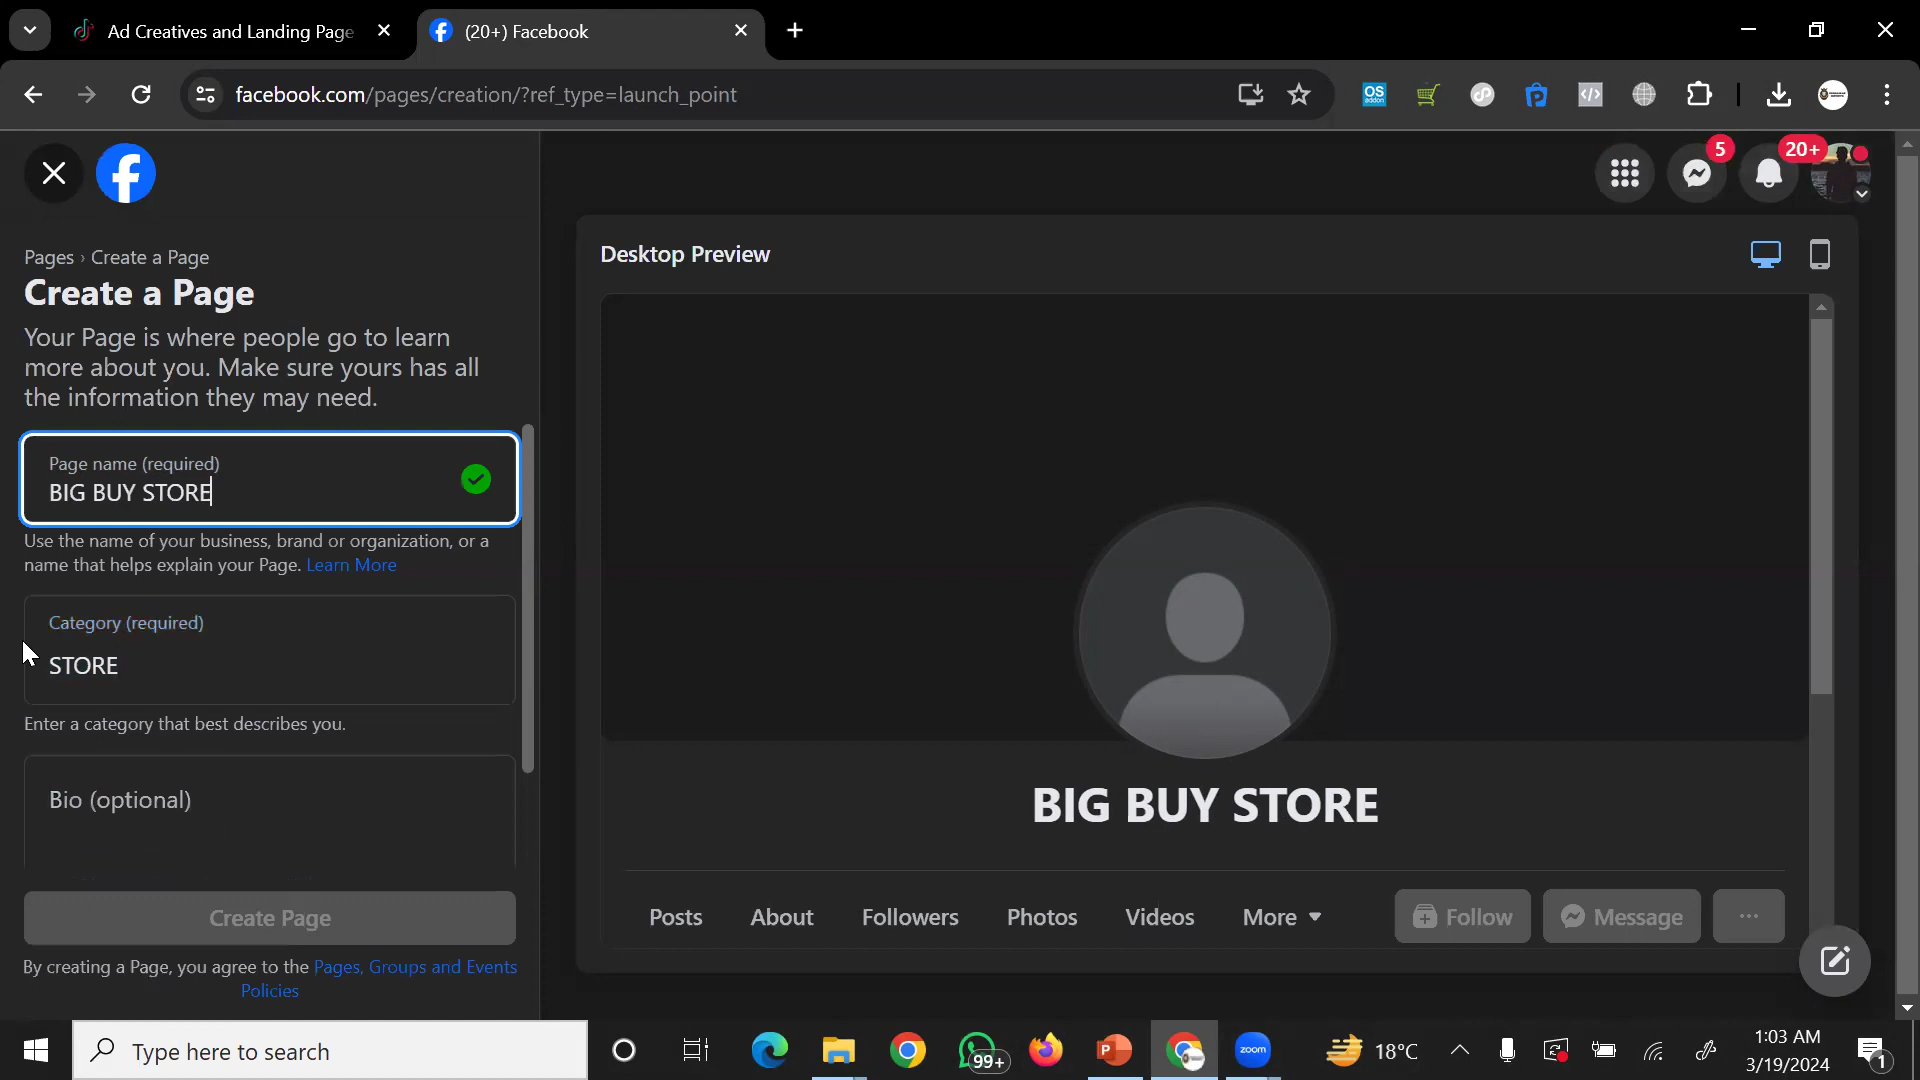 Ad Creatives and Landing Page
(20+) Facebook
facebook.com/pages/creation/?ref_type=launch_point
OS
addon
5
20+
Pages › Create a Page
Create a Page
Your Page is where people go to learn
more about you. Make sure yours has all
the information they may need.
Page name (required)
BIG BUY STORE
Use the name of your business, brand or organization, or a
name that helps explain your Page. Learn More
Category (required)
STORE
Enter a category that best describes you.
Bio (optional)
Create Page
By creating a Page, you agree to the Pages, Groups and Events
Policies
Desktop Preview
BIG BUY STORE
Posts
About
Followers
Photos
Videos
More
Follow
Message
Type here to search
99+
zoom
18°C
1:03 AM
3/19/2024
1